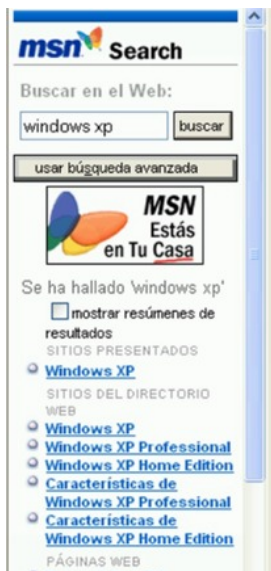 msn Search
Buscar en el Web:
windows xp
buscar
usar búsqueda avanzada
MSN
Estás
en Tu Casa
Se ha hallado 'windows xp'
mostrar resúmenes de
resultados
SITIOS PRESENTADOS
Windows XP
SITIOS DEL DIRECTORIO
WEB
Windows XP
Windows XP Professional
Windows XP Home Edition
Características de
Windows XP Professional
Características de
Windows XP Home Edition
PÁGINAS WEB